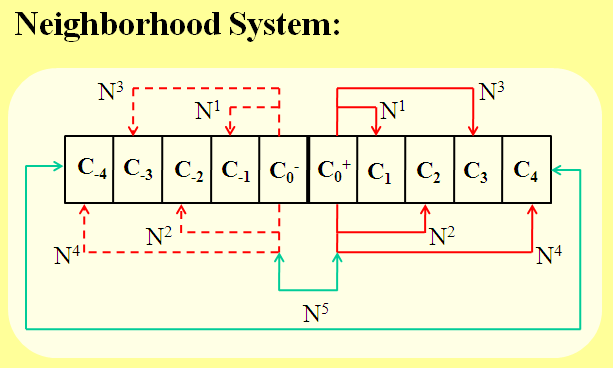 Neighborhood System:
N³ N³
N¹ N¹
C₋₄ C₋₃ C₋₂ C₋₁ C₀⁻ C₀⁺ C₁ C₂ C₃ C₄
N² N²
N⁴ N⁴
N⁵